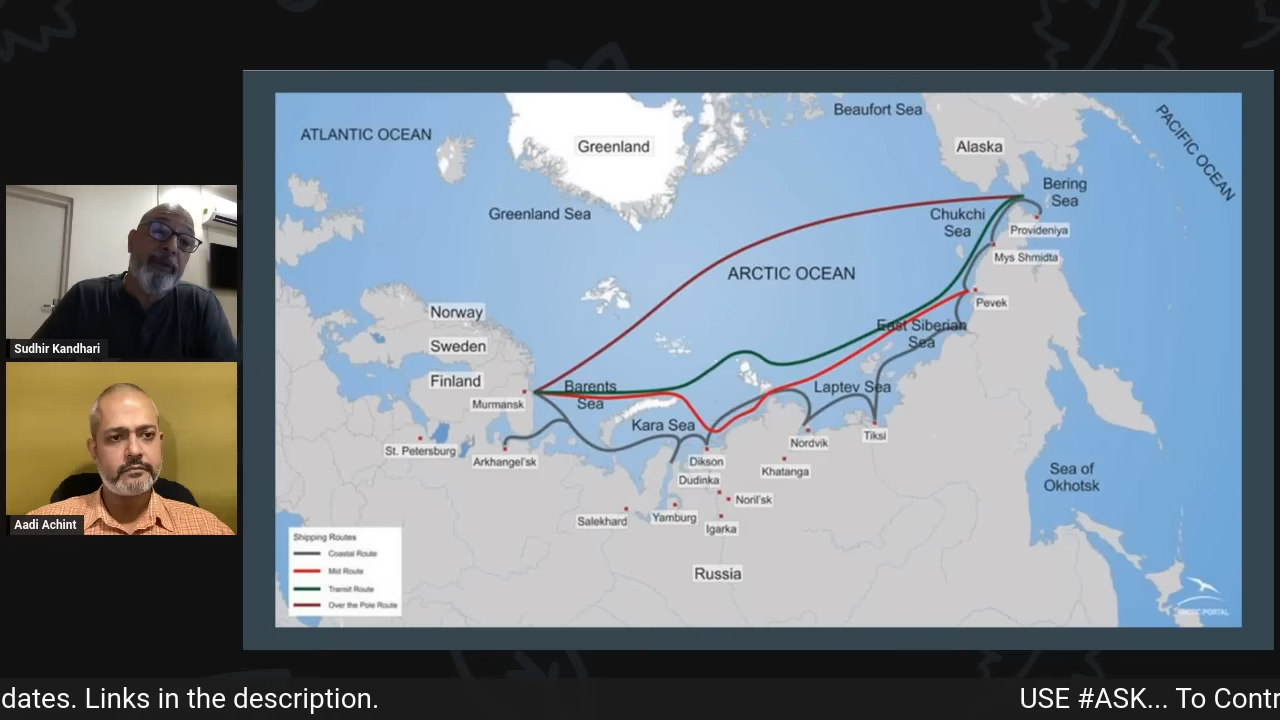 Sudhir Kandhari
Aadi Achint
ATLANTIC OCEAN
Greenland
Beaufort Sea
Alaska
PACIFIC OCEAN
Bering
Sea
Greenland Sea
Chukchi
Sea
Provideniya
Mys Shmidta
ARCTIC OCEAN
Pevek
Norway
East Siberian
Sea
Sweden
Finland
Barents
Sea
Laptev Sea
Murmansk
Kara Sea
St. Petersburg
Arkhangel'sk
Dikson
Nordvik
Tiksi
Khatanga
Dudinka
Noril'sk
Sea of
Okhotsk
Salekhard
Yamburg
Igarka
Russia
Shipping Routes
Coastal Route
Mid Route
Transit Route
Over the Pole Route
dates. Links in the description.
USE #ASK... To Contr